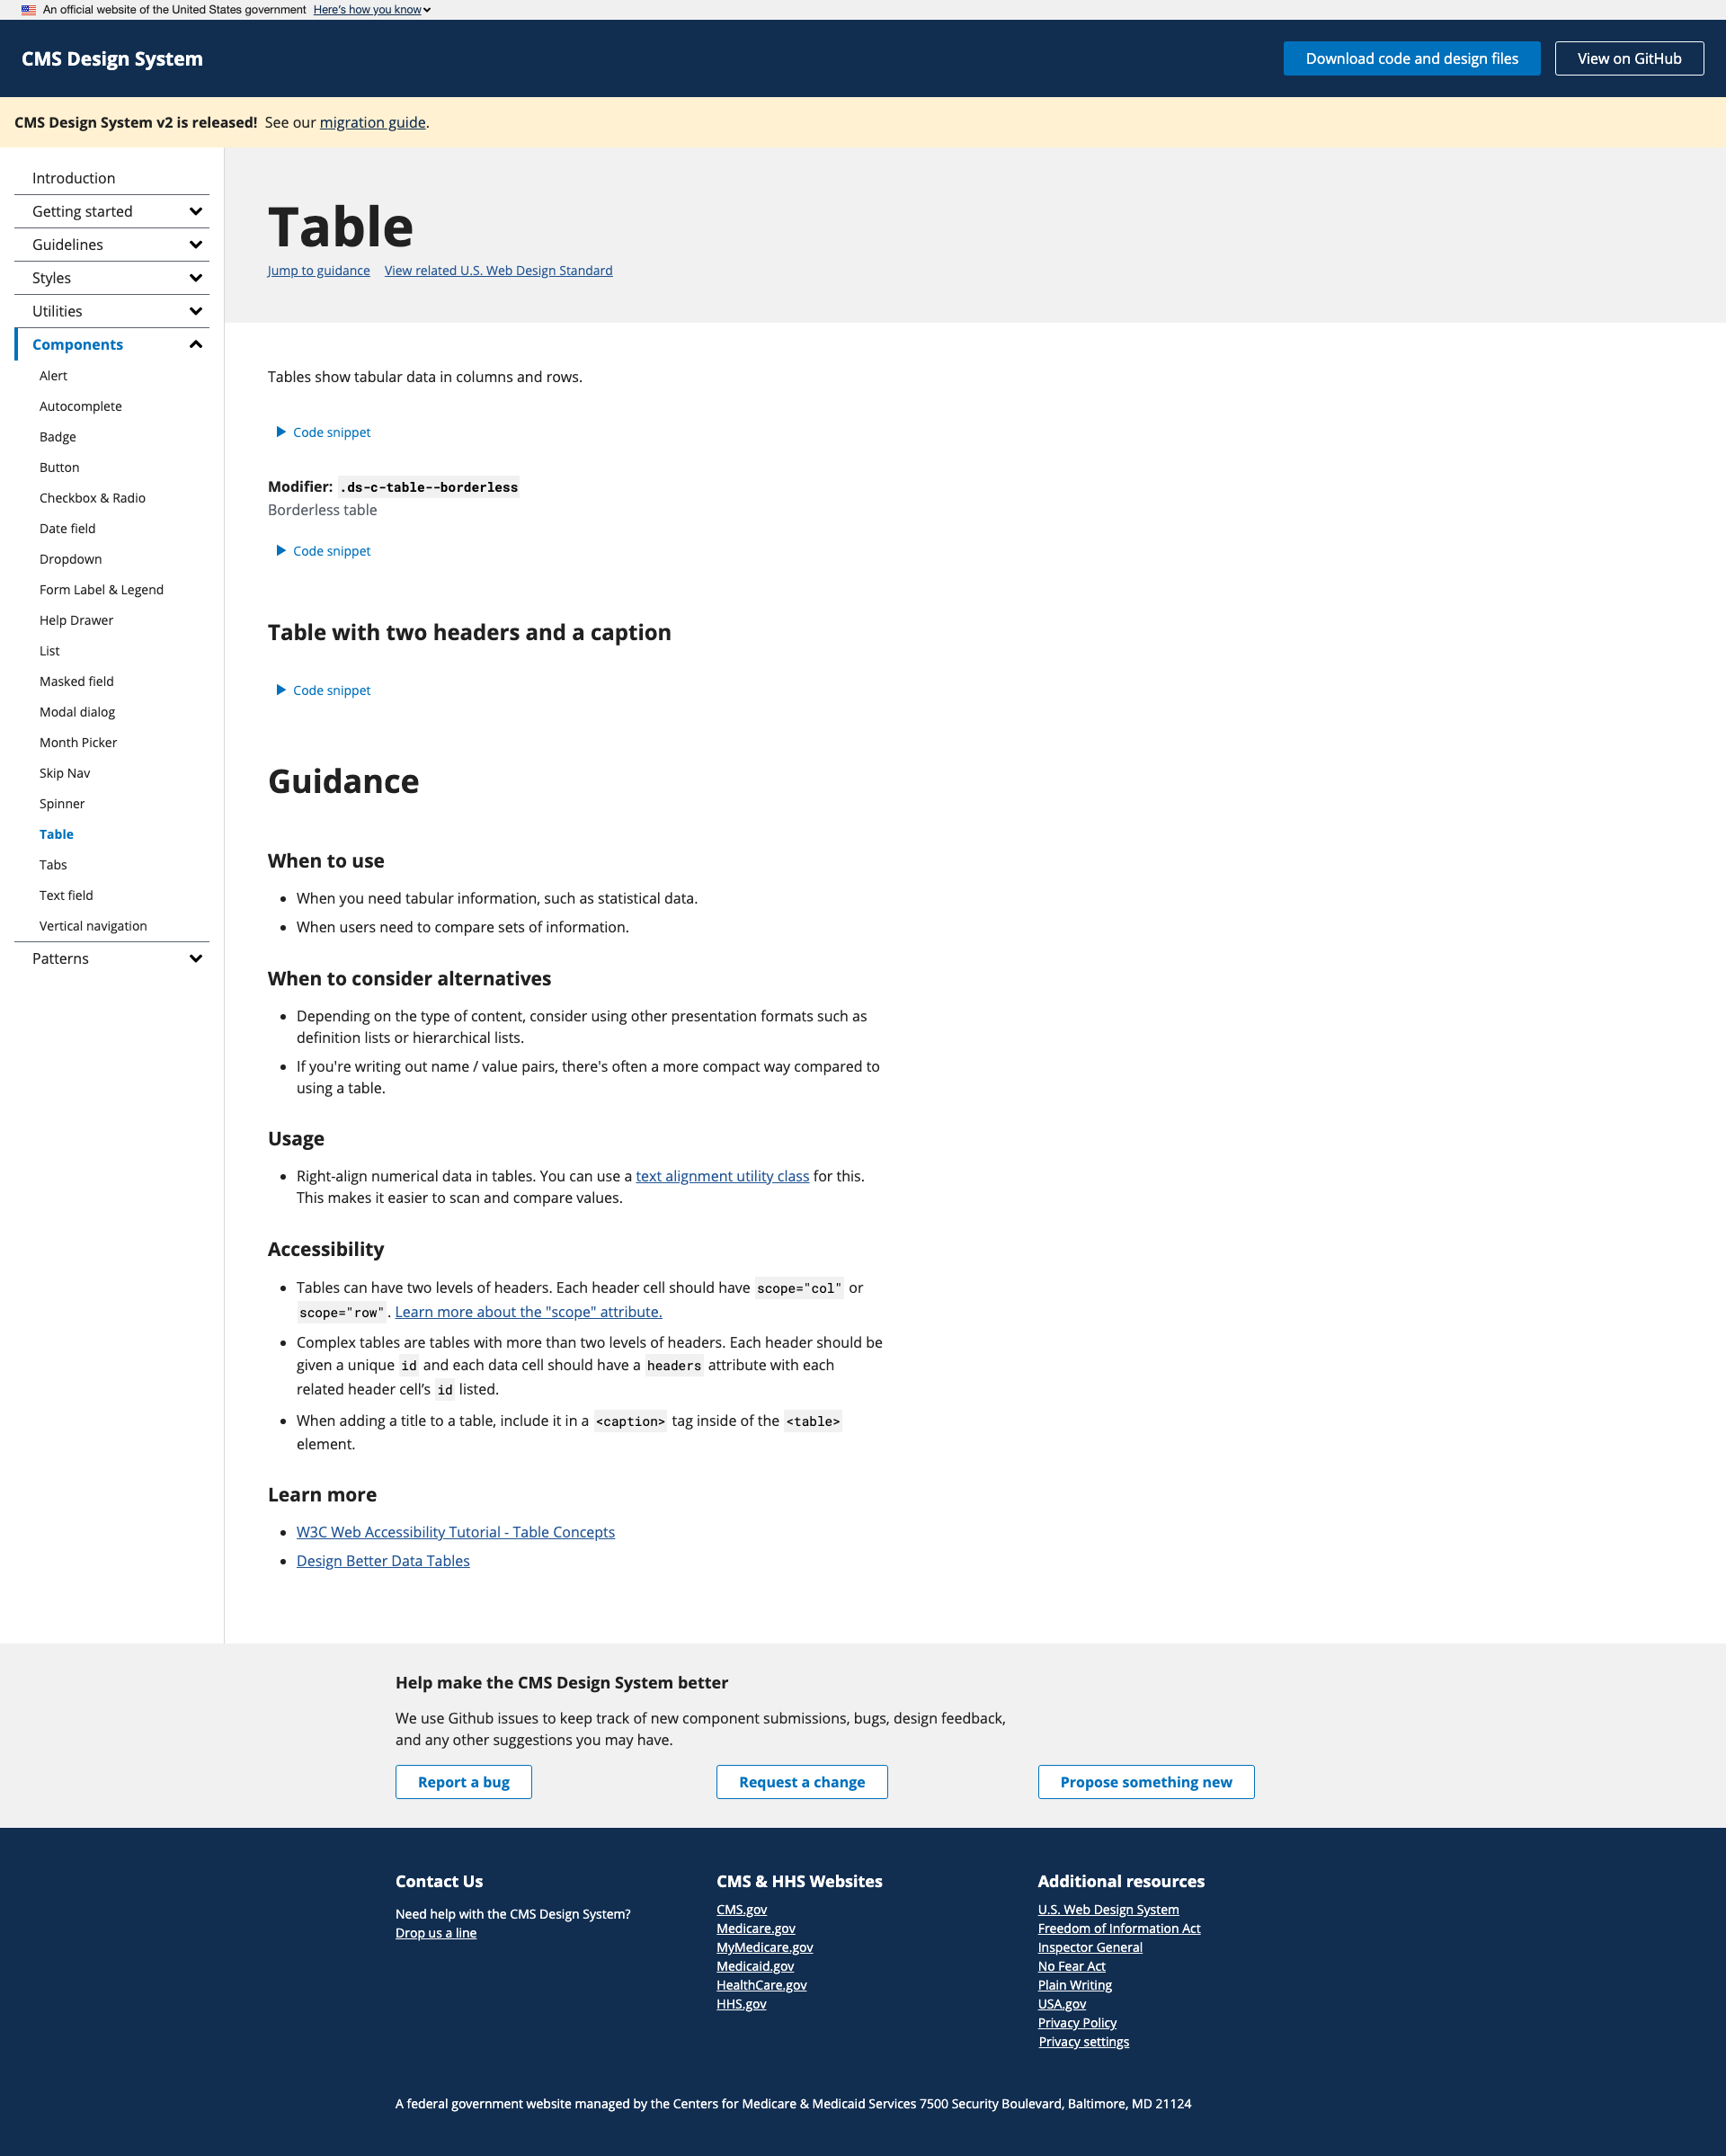 An official website of the United States government Here's how you know
CMS Design System
Download code and design files
View on GitHub
CMS Design System v2 is released! See our migration guide.
Introduction
Getting started
Guidelines
Styles
Utilities
Components
Alert
Autocomplete
Badge
Button
Checkbox & Radio
Date field
Dropdown
Form Label & Legend
Help Drawer
List
Masked field
Modal dialog
Month Picker
Skip Nav
Spinner
Table
Tabs
Text field
Vertical navigation
Patterns
Table
Jump to guidance View related U.S. Web Design Standard
Tables show tabular data in columns and rows.
Code snippet
Modifier: .ds-c-table--borderless
Borderless table
Code snippet
Table with two headers and a caption
Code snippet
Guidance
When to use
• When you need tabular information, such as statistical data.
• When users need to compare sets of information.
When to consider alternatives
• Depending on the type of content, consider using other presentation formats such as
definition lists or hierarchical lists.
• If you're writing out name / value pairs, there's often a more compact way compared to
using a table.
Usage
• Right-align numerical data in tables. You can use a text alignment utility class for this.
This makes it easier to scan and compare values.
Accessibility
• Tables can have two levels of headers. Each header cell should have scope="col" or
scope="row". Learn more about the "scope" attribute.
• Complex tables are tables with more than two levels of headers. Each header should be
given a unique id and each data cell should have a headers attribute with each
related header cell’s id listed.
• When adding a title to a table, include it in a <caption> tag inside of the <table>
element.
Learn more
• W3C Web Accessibility Tutorial - Table Concepts
• Design Better Data Tables
Help make the CMS Design System better
We use Github issues to keep track of new component submissions, bugs, design feedback,
and any other suggestions you may have.
Report a bug
Request a change
Propose something new
Contact Us
Need help with the CMS Design System?
Drop us a line
CMS & HHS Websites
CMS.gov
Medicare.gov
MyMedicare.gov
Medicaid.gov
HealthCare.gov
HHS.gov
Additional resources
U.S. Web Design System
Freedom of Information Act
Inspector General
No Fear Act
Plain Writing
USA.gov
Privacy Policy
Privacy settings
A federal government website managed by the Centers for Medicare & Medicaid Services 7500 Security Boulevard, Baltimore, MD 21124